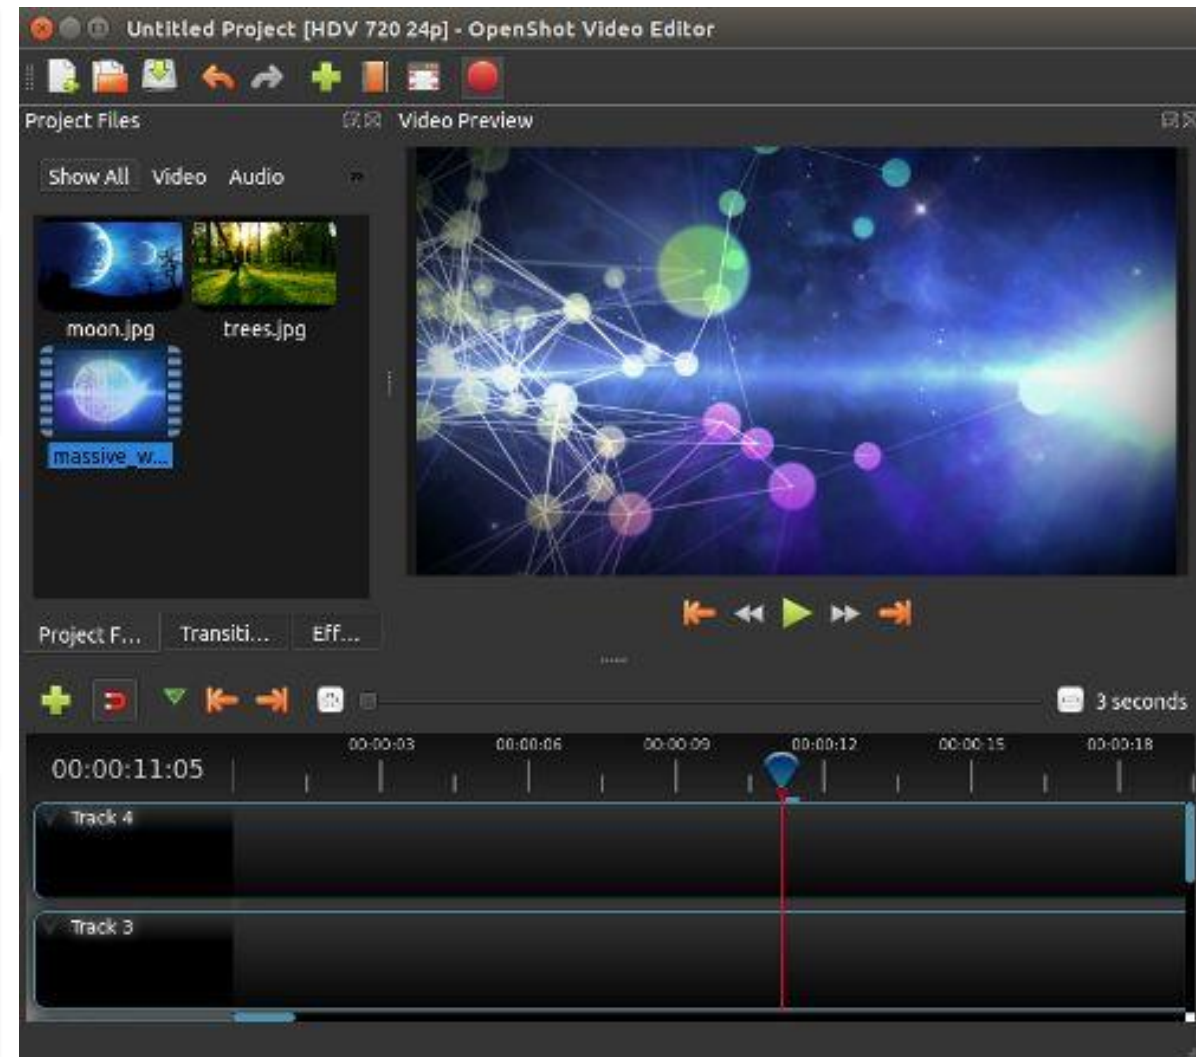 Untitled Project [HDV 720 24p] - OpenShot Video Editor
Project Files
Video Preview
Show All Video Audio »
moon.jpg trees.jpg
massive_w...
Project F... Transiti... Eff...
3 seconds
00:00:03 00:00:06 00:00:09 00:00:12 00:00:15 00:00:18
00:00:11:05
Track 4
Track 3